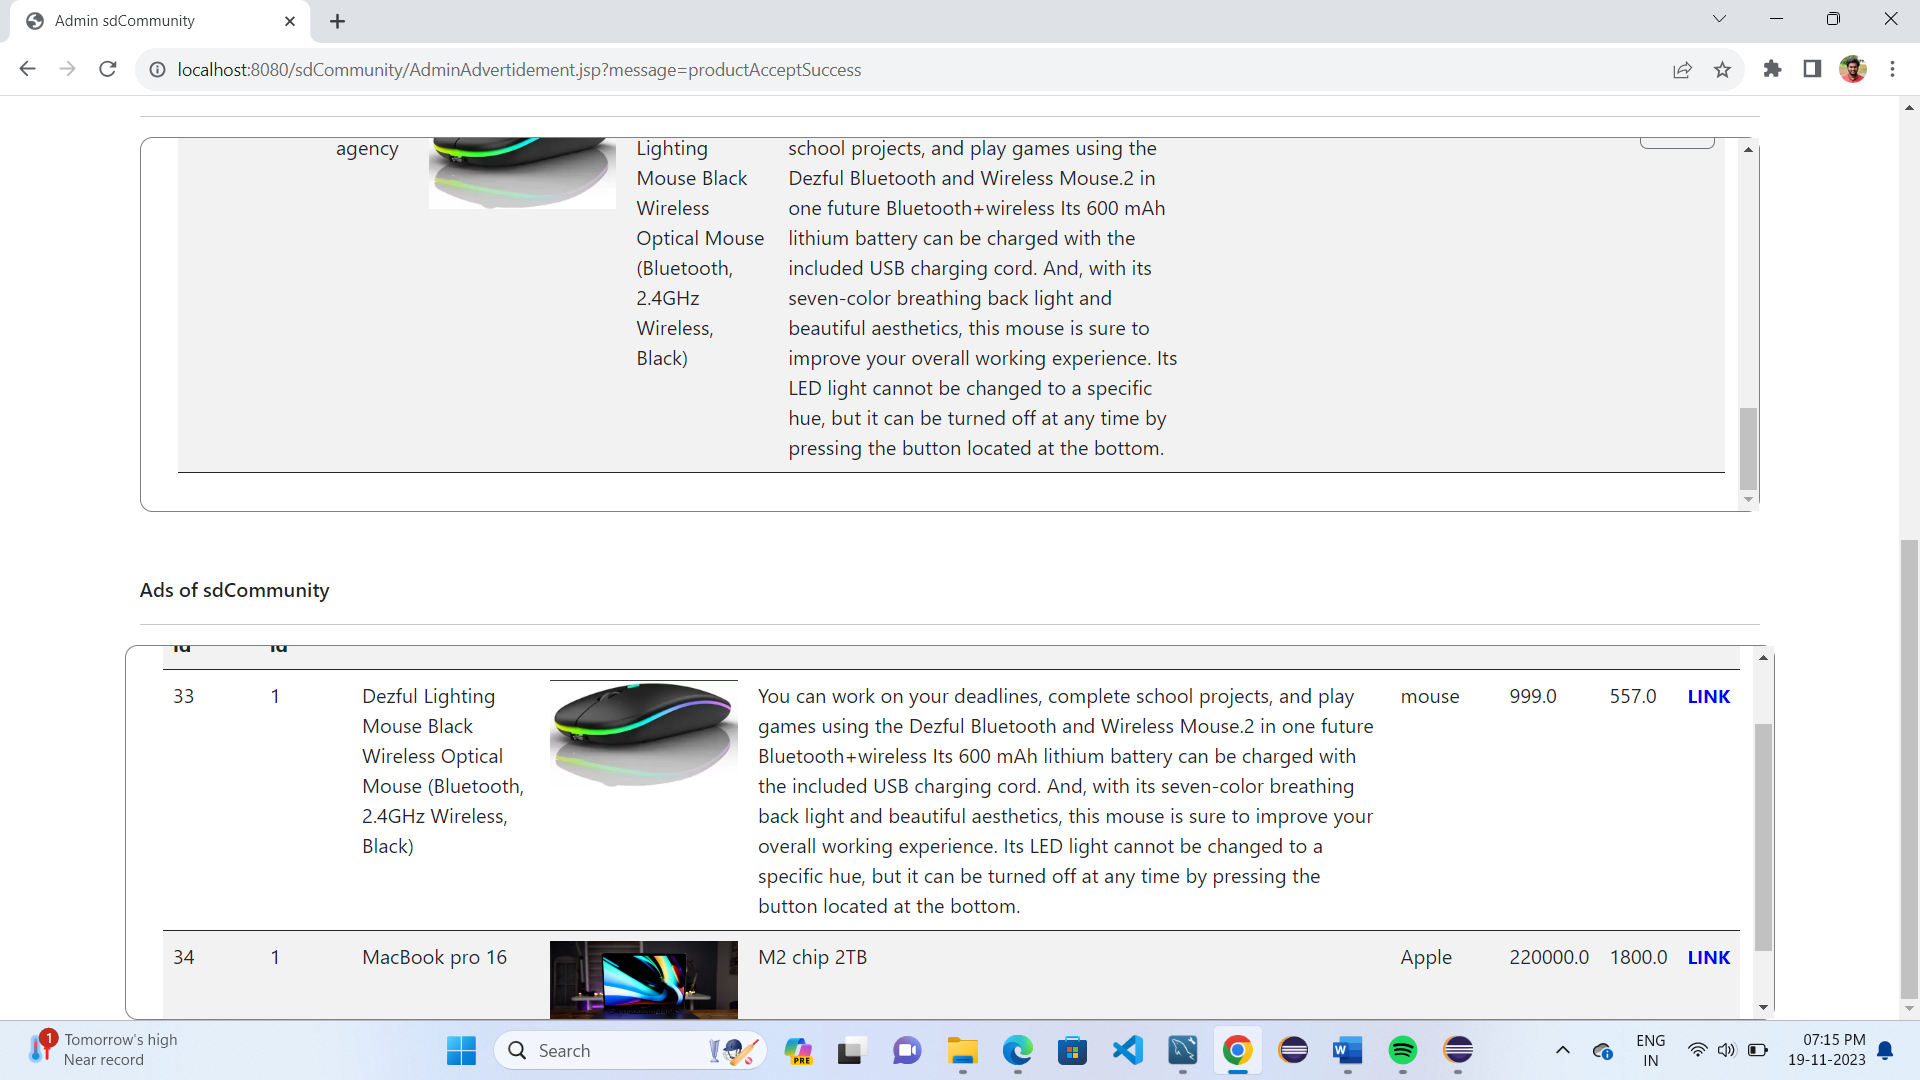 Admin sdCommunity
localhost:8080/sdCommunity/AdminAdvertidement.jsp?message=productAcceptSuccess
agency
Lighting
Mouse Black
Wireless
Optical Mouse
(Bluetooth,
2.4GHz
Wireless,
Black)
school projects, and play games using the
Dezful Bluetooth and Wireless Mouse.2 in
one future Bluetooth+wireless Its 600 mAh
lithium battery can be charged with the
included USB charging cord. And, with its
seven-color breathing back light and
beautiful aesthetics, this mouse is sure to
improve your overall working experience. Its
LED light cannot be changed to a specific
hue, but it can be turned off at any time by
pressing the button located at the bottom.
Ads of sdCommunity
Id Id
33 1
Dezful Lighting
Mouse Black
Wireless Optical
Mouse (Bluetooth,
2.4GHz Wireless,
Black)
You can work on your deadlines, complete school projects, and play
games using the Dezful Bluetooth and Wireless Mouse.2 in one future
Bluetooth+wireless Its 600 mAh lithium battery can be charged with
the included USB charging cord. And, with its seven-color breathing
back light and beautiful aesthetics, this mouse is sure to improve your
overall working experience. Its LED light cannot be changed to a
specific hue, but it can be turned off at any time by pressing the
button located at the bottom.
mouse 999.0 557.0 LINK
34 1 MacBook pro 16 M2 chip 2TB Apple 220000.0 1800.0 LINK
1
Tomorrow's high
Near record
Search
PRE
ENG
IN
07:15 PM
19-11-2023